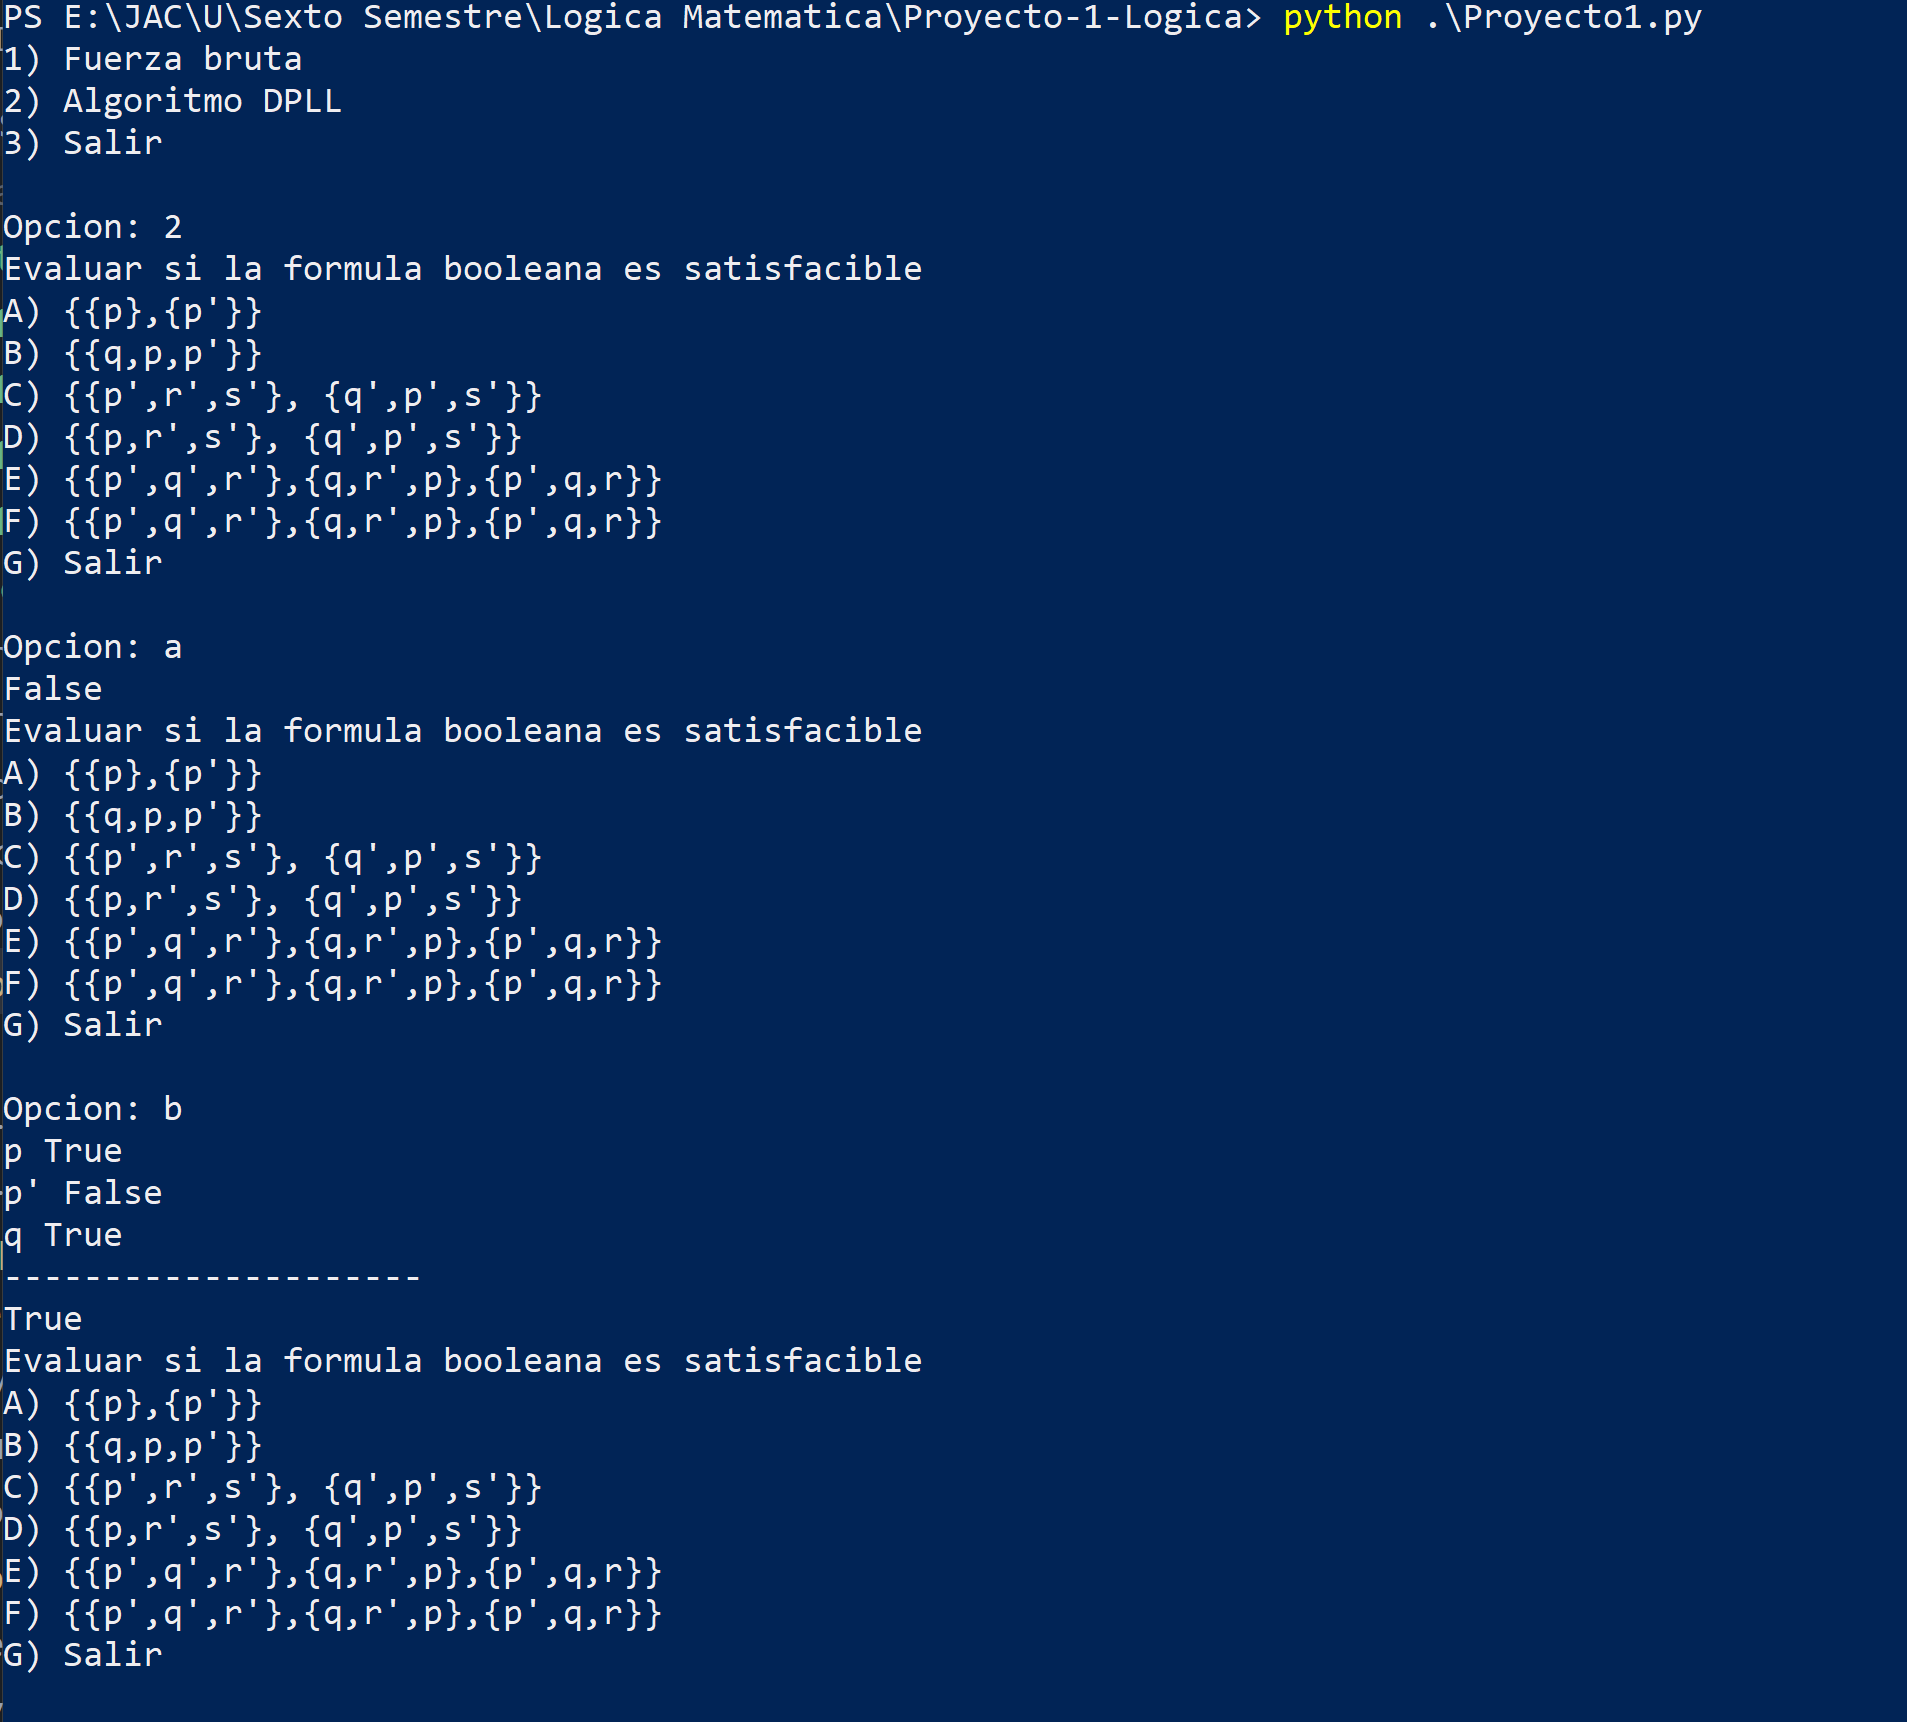 PS E:\JAC\U\Sexto Semestre\Logica Matematica\Proyecto-1-Logica> python .\Proyecto1.py
1) Fuerza bruta
2) Algoritmo DPLL
3) Salir
Opcion: 2
Evaluar si la formula booleana es satisfacible
A) {{p},{p'}}
B) {{q,p,p'}}
C) {{p',r',s'}, {q',p',s'}}
D) {{p,r',s'}, {q',p',s'}}
E) {{p',q',r'},{q,r',p},{p',q,r}}
F) {{p',q',r'},{q,r',p},{p',q,r}}
G) Salir
Opcion: a
False
Evaluar si la formula booleana es satisfacible
A) {{p},{p'}}
B) {{q,p,p'}}
C) {{p',r',s'}, {q',p',s'}}
D) {{p,r',s'}, {q',p',s'}}
E) {{p',q',r'},{q,r',p},{p',q,r}}
F) {{p',q',r'},{q,r',p},{p',q,r}}
G) Salir
Opcion: b
p True
p' False
q True
---------------------
True
Evaluar si la formula booleana es satisfacible
A) {{p},{p'}}
B) {{q,p,p'}}
C) {{p',r',s'}, {q',p',s'}}
D) {{p,r',s'}, {q',p',s'}}
E) {{p',q',r'},{q,r',p},{p',q,r}}
F) {{p',q',r'},{q,r',p},{p',q,r}}
G) Salir